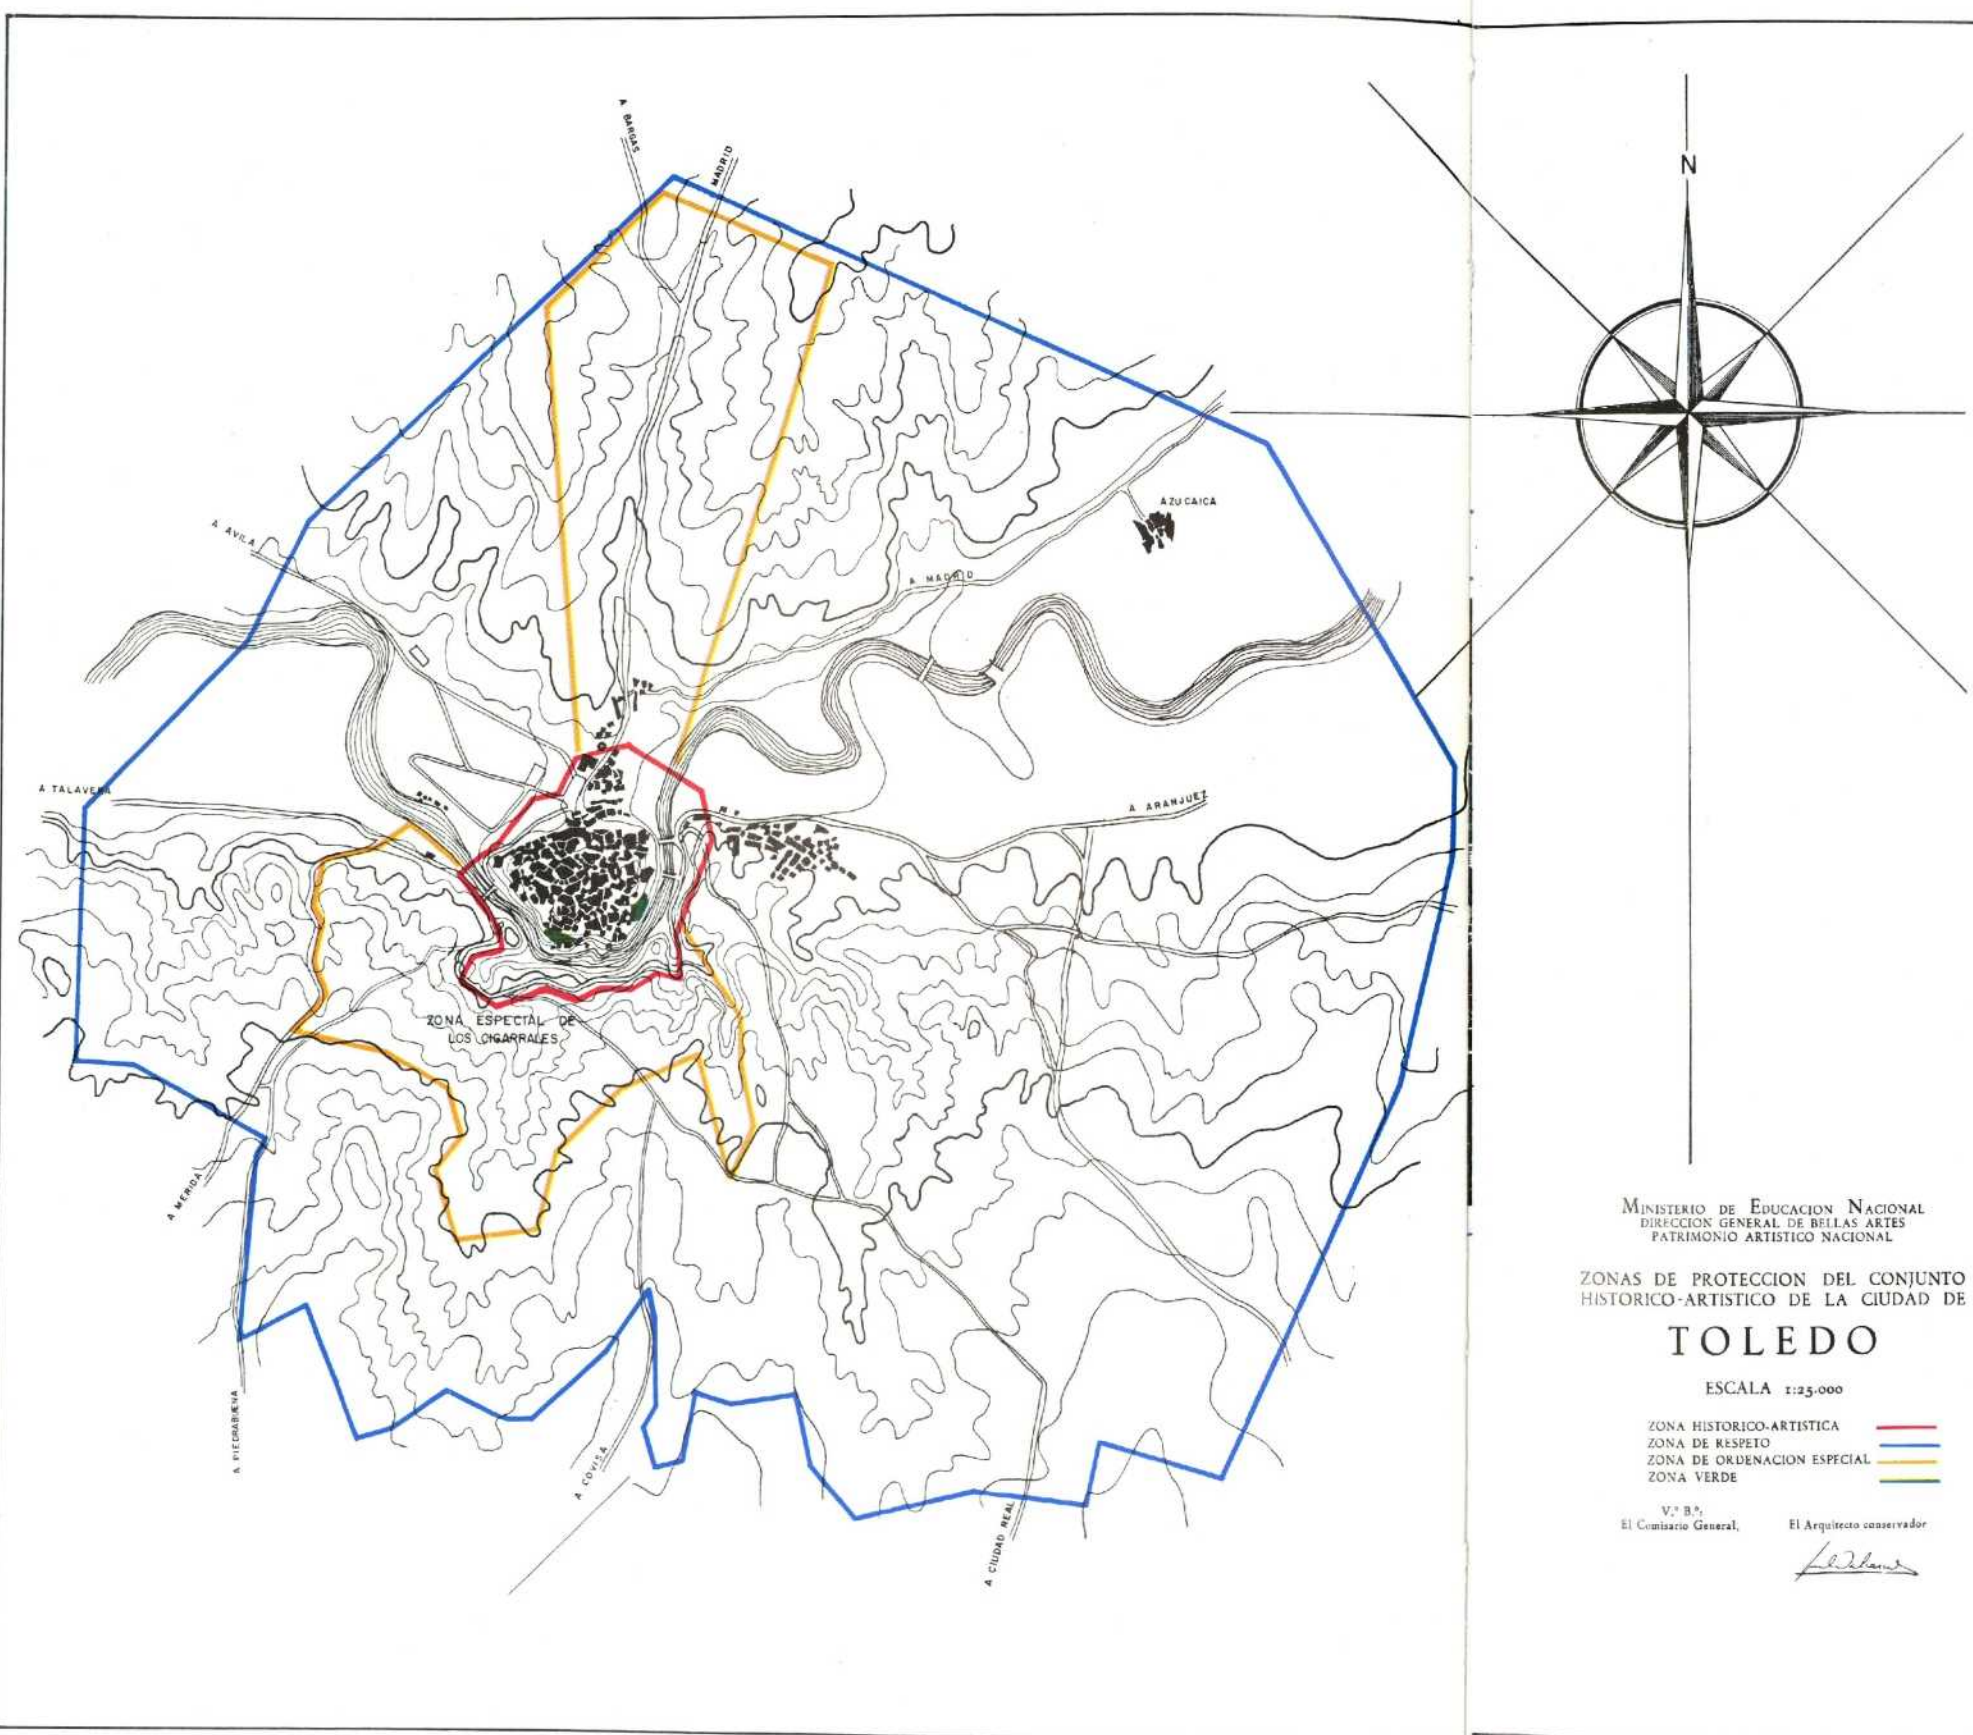 A BARGAS
MADRID
N
AZUCAICA
A AVILA
A MADRID
A TALAVERA
A ARANJUEZ
ZONA ESPECIAL DE
LOS CIGARRALES
A MERIDA
A PIEDRABUENA
A COVISA
A CIUDAD REAL
MINISTERIO DE EDUCACION NACIONAL
DIRECCION GENERAL DE BELLAS ARTES
PATRIMONIO ARTISTICO NACIONAL
ZONAS DE PROTECCION DEL CONJUNTO
HISTORICO-ARTISTICO DE LA CIUDAD DE
TOLEDO
ESCALA 1:25.000
ZONA HISTORICO-ARTISTICA
ZONA DE RESPETO
ZONA DE ORDENACION ESPECIAL
ZONA VERDE
V.º B.º:
El Comisario General,
El Arquitecto conservador